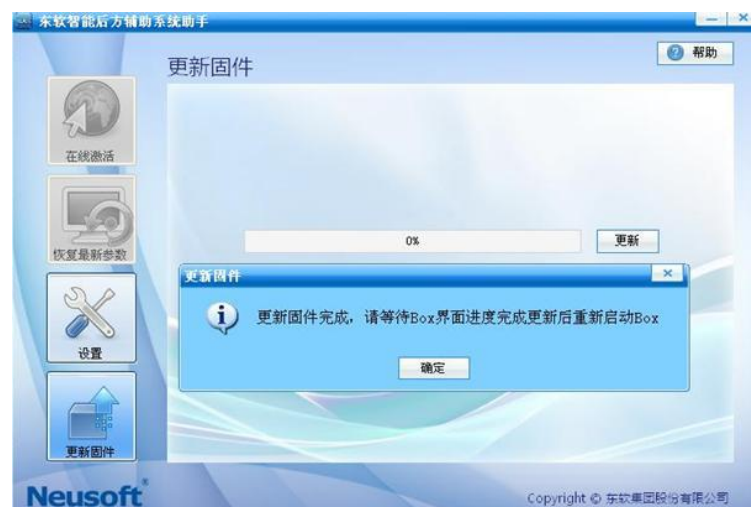 东软智能后方辅助系统助手
帮助
更新固件
在线激活
恢复最新参数
0%
更新
更新固件
更新固件完成，请等待Box界面进度完成更新后重新启动Box
确定
设置
更新固件
Neusoft®
Copyright © 东软集团股份有限公司